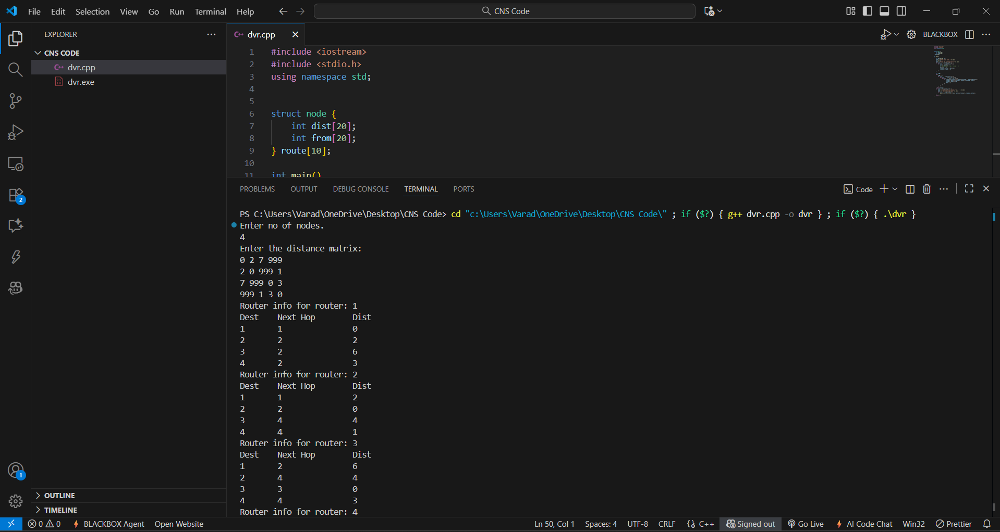 File Edit Selection View Go Run Terminal Help
CNS Code
EXPLORER
CNS CODE
C++ dvr.cpp
dvr.exe
C++ dvr.cpp
BLACKBOX
1 #include <iostream>
2 #include <stdio.h>
3 using namespace std;
4
5
6 struct node {
7 int dist[20];
8 int from[20];
9 } route[10];
10
11 int main()
PROBLEMS OUTPUT DEBUG CONSOLE TERMINAL PORTS
Code
PS C:\Users\Varad\OneDrive\Desktop\CNS Code> cd "c:\Users\Varad\OneDrive\Desktop\CNS Code\" ; if ($?) { g++ dvr.cpp -o dvr } ; if ($?) { .\dvr }
Enter no of nodes.
4
Enter the distance matrix:
0 2 7 999
2 0 999 1
7 999 0 3
999 1 3 0
Router info for router: 1
Dest Next Hop Dist
1 1 0
2 2 2
3 2 6
4 2 3
Router info for router: 2
Dest Next Hop Dist
1 1 2
2 2 0
3 4 4
4 4 1
Router info for router: 3
Dest Next Hop Dist
1 2 6
2 4 4
3 3 0
4 4 3
Router info for router: 4
2
1
OUTLINE
TIMELINE
0 0 BLACKBOX Agent Open Website
Ln 50, Col 1 Spaces: 4 UTF-8 CRLF {} C++ Signed out Go Live AI Code Chat Win32 Prettier